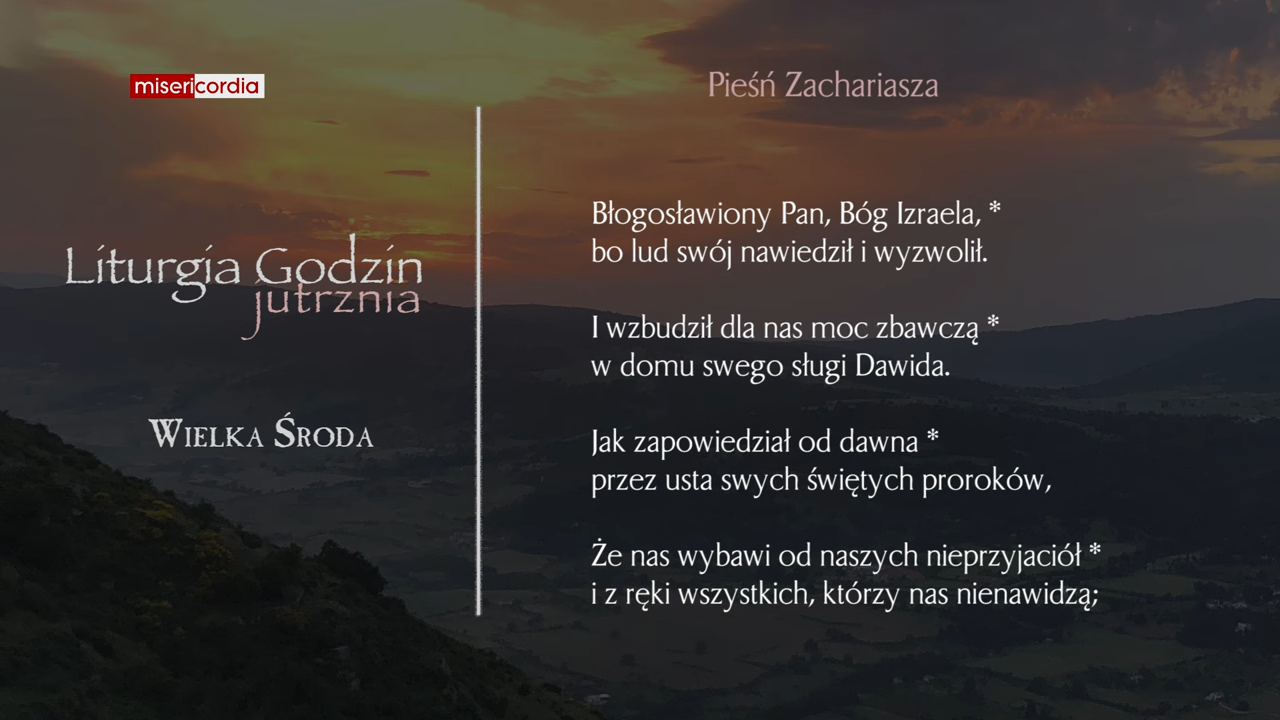 misericordia
Liturgia Godzin
jutrznia
Wielka Środa
Pieśń Zachariasza
Błogosławiony Pan, Bóg Izraela, *
bo lud swój nawiedził i wyzwolił.
I wzbudził dla nas moc zbawczą *
w domu swego sługi Dawida.
Jak zapowiedział od dawna *
przez usta swych świętych proroków,
Że nas wybawi od naszych nieprzyjaciół *
i z ręki wszystkich, którzy nas nienawidzą;